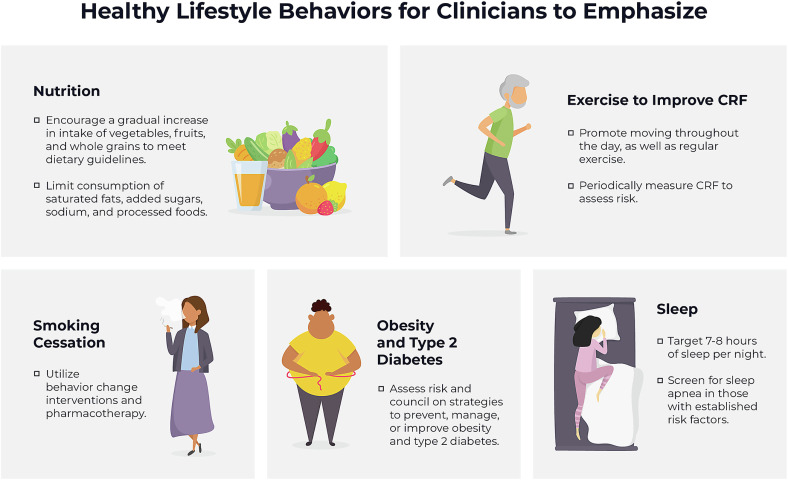 Healthy Lifestyle Behaviors for Clinicians to Emphasize
Nutrition
Encourage a gradual increase
in intake of vegetables, fruits,
and whole grains to meet
dietary guidelines.
Limit consumption of
saturated fats, added sugars,
sodium, and processed foods.
Exercise to Improve CRF
Promote moving throughout
the day, as well as regular
exercise.
Periodically measure CRF to
assess risk.
Smoking
Cessation
Utilize
behavior change
interventions and
pharmacotherapy.
Obesity
and Type 2
Diabetes
Assess risk and
council on strategies
to prevent, manage,
or improve obesity
and type 2 diabetes.
Sleep
Target 7-8 hours
of sleep per night.
Screen for sleep
apnea in those
with established
risk factors.